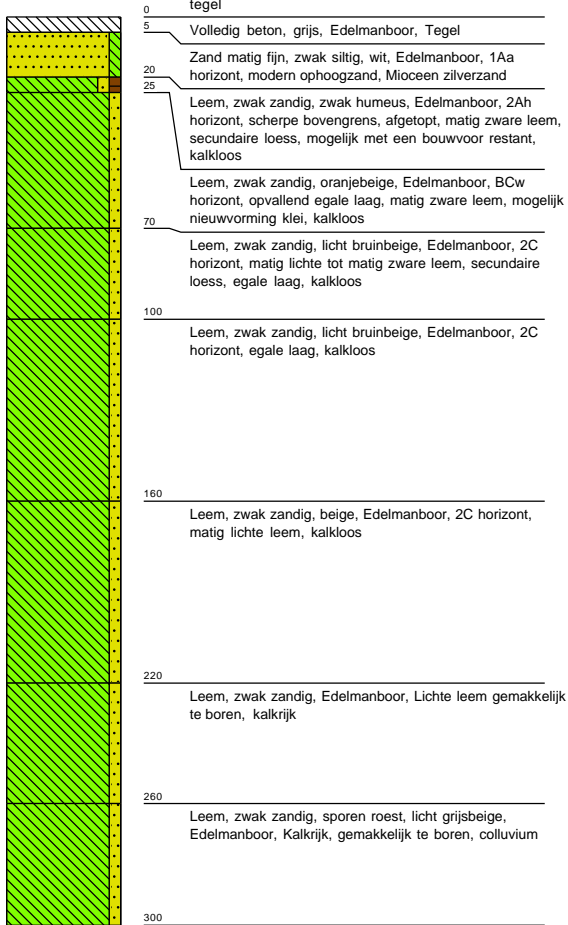 tegel
0
5
Volledig beton, grijs, Edelmanboor, Tegel
Zand matig fijn, zwak siltig, wit, Edelmanboor, 1Aa
horizont, modern ophoogzand, Mioceen zilverzand
20
25
Leem, zwak zandig, zwak humeus, Edelmanboor, 2Ah
horizont, scherpe bovengrens, afgetopt, matig zware leem,
secundaire loess, mogelijk met een bouwvoor restant,
kalkloos
Leem, zwak zandig, oranjebeige, Edelmanboor, BCw
horizont, opvallend egale laag, matig zware leem, mogelijk
nieuwvorming klei, kalkloos
70
Leem, zwak zandig, licht bruinbeige, Edelmanboor, 2C
horizont, matig lichte tot matig zware leem, secundaire
loess, egale laag, kalkloos
100
Leem, zwak zandig, licht bruinbeige, Edelmanboor, 2C
horizont, egale laag, kalkloos
160
Leem, zwak zandig, beige, Edelmanboor, 2C horizont,
matig lichte leem, kalkloos
220
Leem, zwak zandig, Edelmanboor, Lichte leem gemakkelijk
te boren, kalkrijk
260
Leem, zwak zandig, sporen roest, licht grijsbeige,
Edelmanboor, Kalkrijk, gemakkelijk te boren, colluvium
300